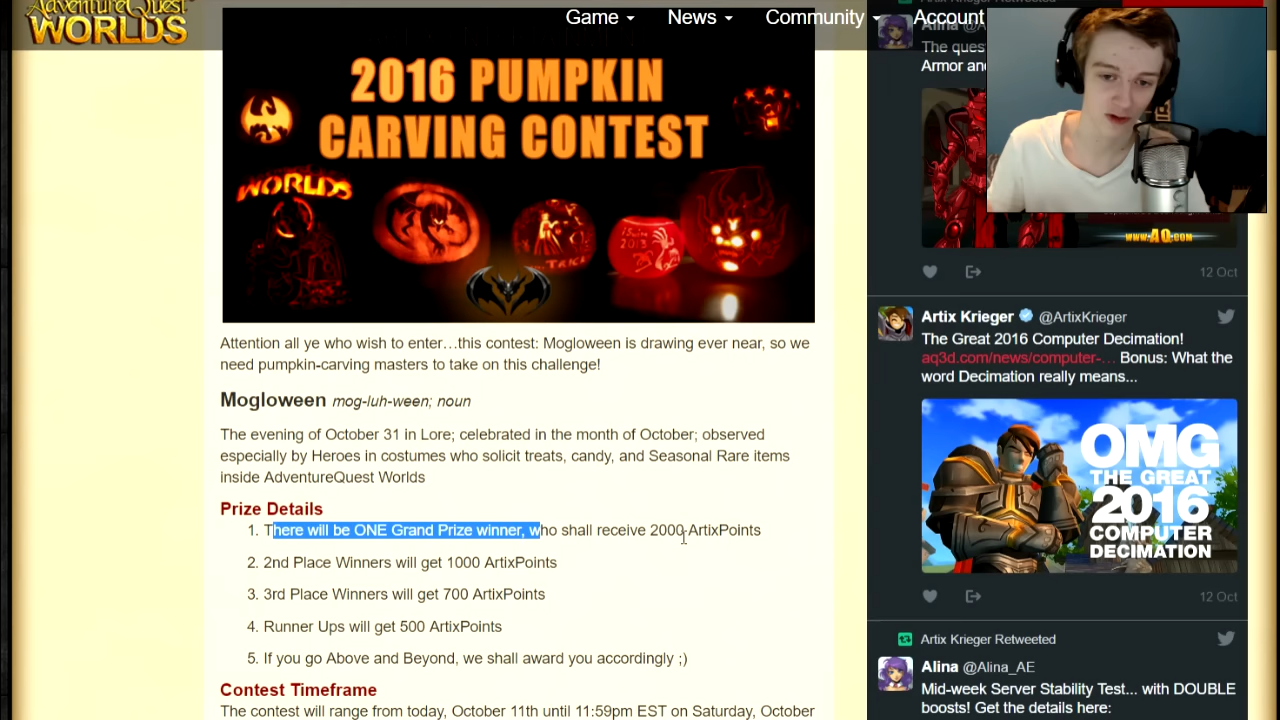 AdventureQuest
WORLDS
Game
News
Community
Account
2016 PUMPKIN
CARVING CONTEST
WORLDS
iSwim
2013
Attention all ye who wish to enter…this contest: Mogloween is drawing ever near, so we
need pumpkin-carving masters to take on this challenge!
Mogloween mog-luh-ween; noun
The evening of October 31 in Lore; celebrated in the month of October; observed
especially by Heroes in costumes who solicit treats, candy, and Seasonal Rare items
inside AdventureQuest Worlds
Prize Details
1. There will be ONE Grand Prize winner, who shall receive 2000 ArtixPoints
2. 2nd Place Winners will get 1000 ArtixPoints
3. 3rd Place Winners will get 700 ArtixPoints
4. Runner Ups will get 500 ArtixPoints
5. If you go Above and Beyond, we shall award you accordingly ;)
Contest Timeframe
The contest will range from today, October 11th until 11:59pm EST on Saturday, October
Artix Krieger Retweeted
Alina @A
The ques
Armor and
WWW.AQ.COM
12 Oct
Artix Krieger @ArtixKrieger
The Great 2016 Computer Decimation!
aq3d.com/news/computer-… Bonus: What the
word Decimation really means...
OMG
THE GREAT
2016
COMPUTER
DECIMATION
12 Oct
Artix Krieger Retweeted
Alina @Alina_AE
Mid-week Server Stability Test... with DOUBLE
boosts! Get the details here: